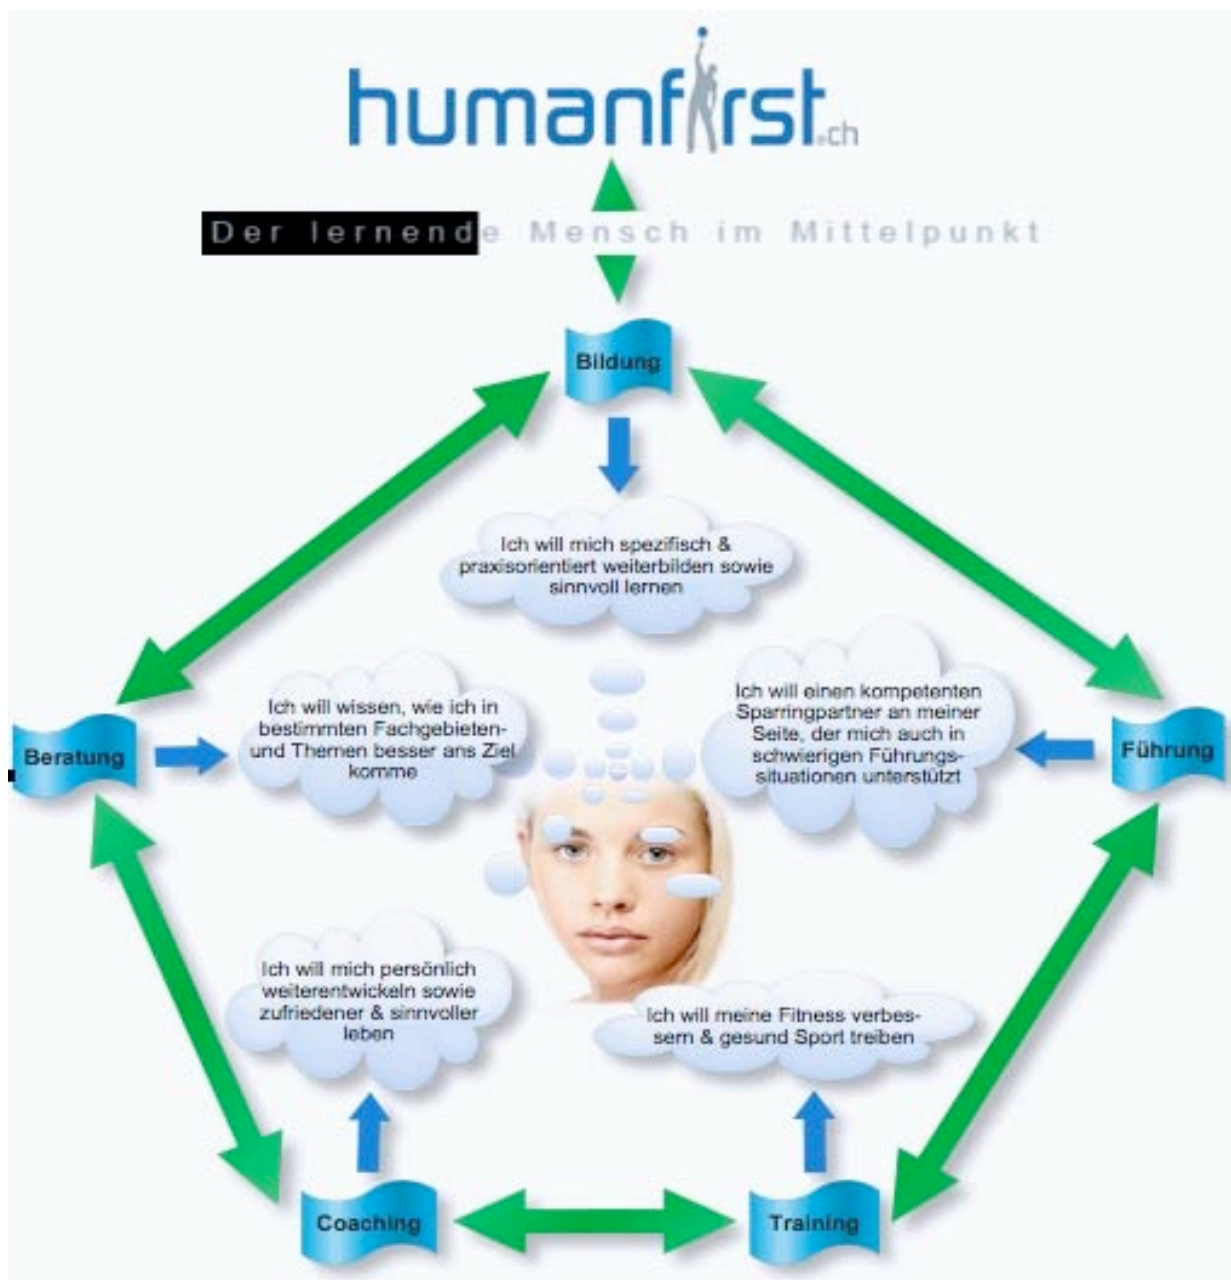 humanfirst.ch
Der lernende Mensch im Mittelpunkt
Bildung
Ich will mich spezifisch &
praxisorientiert weiterbilden sowie
sinnvoll lernen
Ich will wissen, wie ich in
bestimmten Fachgebieten-
und Themen besser ans Ziel
komme
Ich will einen kompetenten
Sparringpartner an meiner
Seite, der mich auch in
schwierigen Führungs-
situationen unterstützt
Beratung
Führung
Ich will mich persönlich
weiterentwickeln sowie
zufriedener & sinnvoller
leben
Ich will meine Fitness verbes-
sern & gesund Sport treiben
Coaching
Training